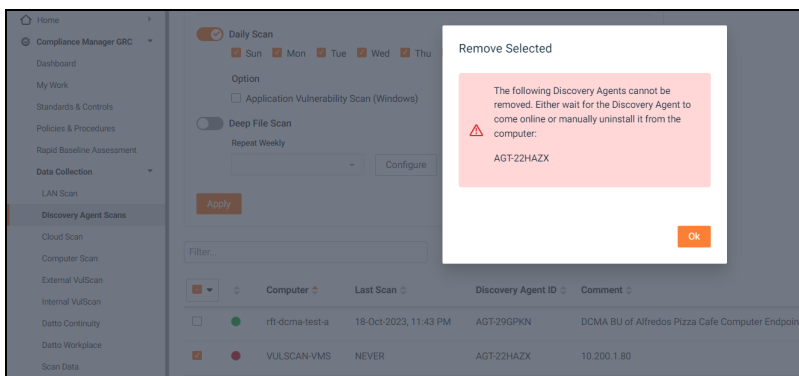 Home
Compliance Manager GRC
Dashboard
My Work
Standards & Controls
Policies & Procedures
Rapid Baseline Assessment
Data Collection
LAN Scan
Discovery Agent Scans
Cloud Scan
Computer Scan
External VulScan
Internal VulScan
Datto Continuity
Datto Workplace
Scan Data
Daily Scan
Sun Mon Tue Wed Thu
Option
Application Vulnerability Scan (Windows)
Deep File Scan
Repeat Weekly
Configure
Apply
Filter...
Computer Last Scan Discovery Agent ID Comment
rft-dcma-test-a 18-Oct-2023, 11:43 PM AGT-29GPKN DCMA BU of Alfredos Pizza Cafe Computer Endpoin
VULSCAN-VMS NEVER AGT-22HAZX 10.200.1.80
Remove Selected
The following Discovery Agents cannot be
removed. Either wait for the Discovery Agent to
come online or manually uninstall it from the
computer:
AGT-22HAZX
Ok